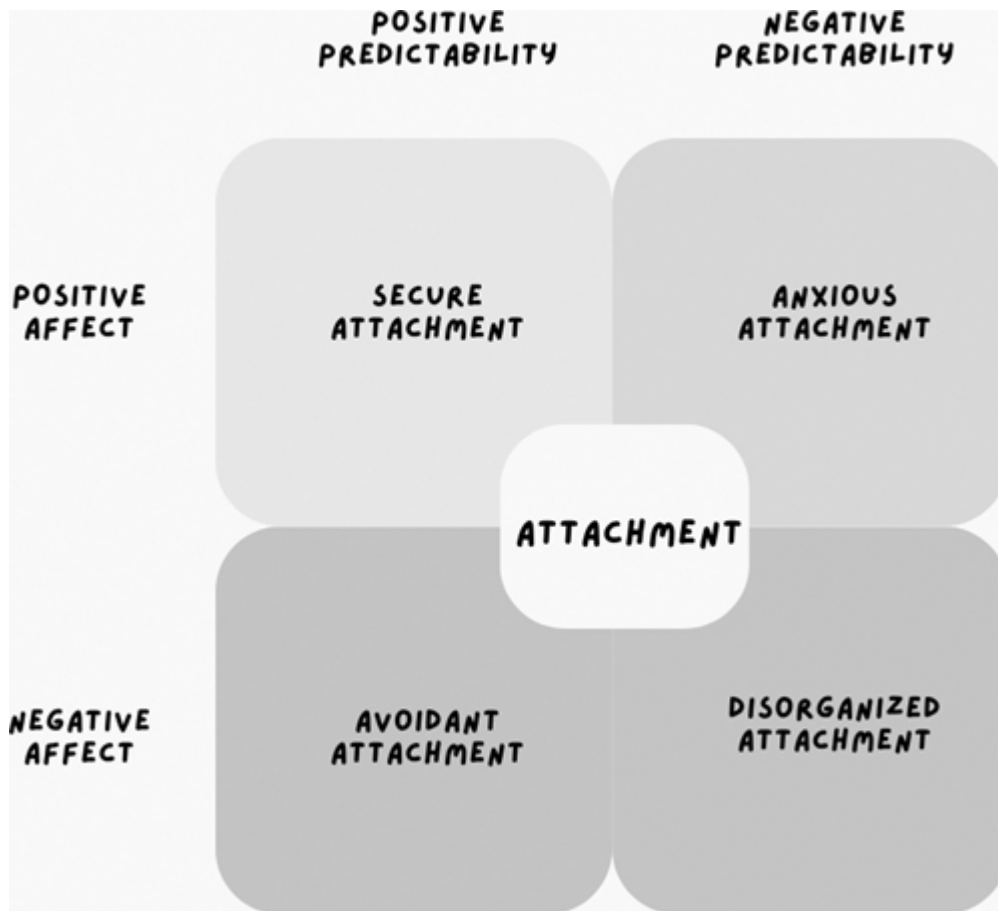 POSITIVE
PREDICTABILITY
NEGATIVE
PREDICTABILITY
POSITIVE
AFFECT
SECURE
ATTACHMENT
ANXIOUS
ATTACHMENT
ATTACHMENT
NEGATIVE
AFFECT
AVOIDANT
ATTACHMENT
DISORGANIZED
ATTACHMENT